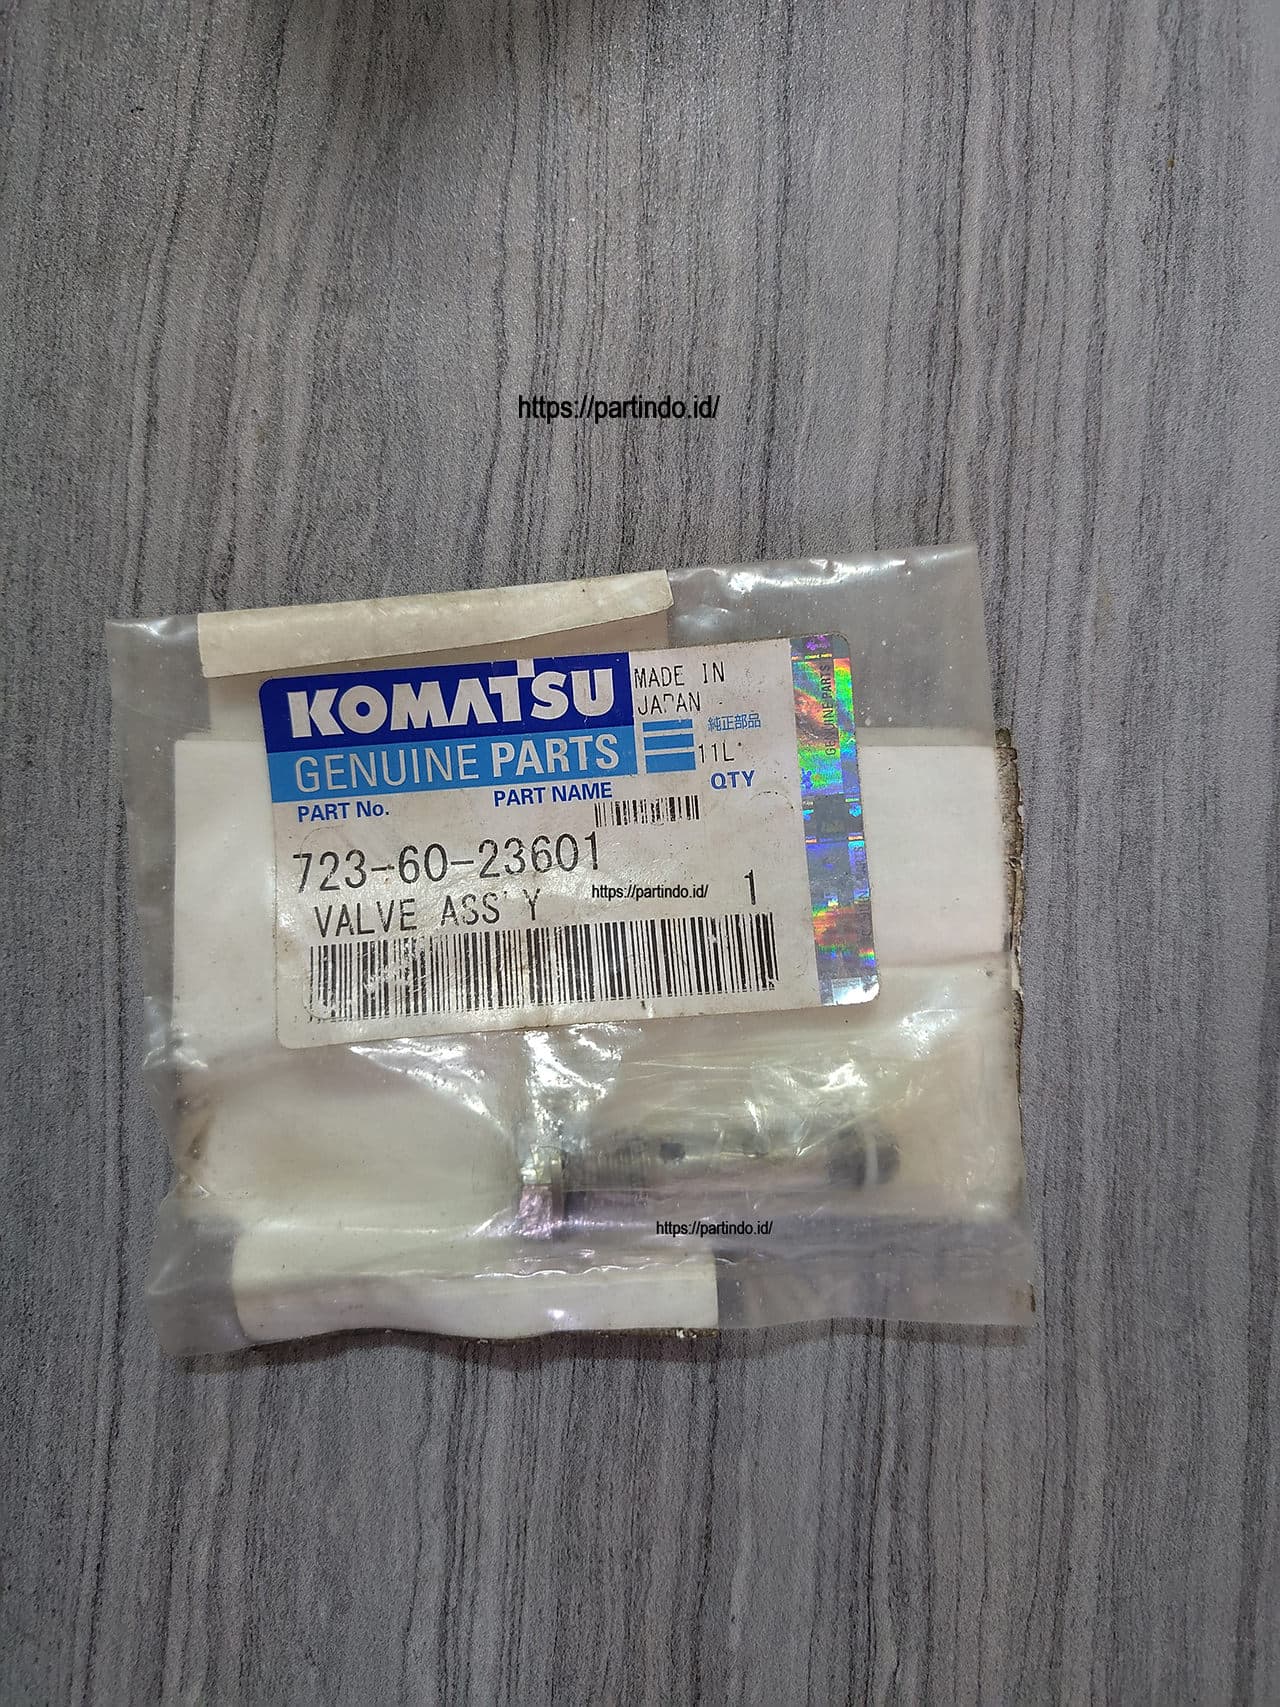 https://partindo.id/
KOMATSU
GENUINE PARTS
MADE IN
JAPAN
純正部品
11L
PART No.
PART NAME
QTY
723-60-23601
VALVE ASS'Y
https://partindo.id/
1
GENUINE PARTS
https://partindo.id/